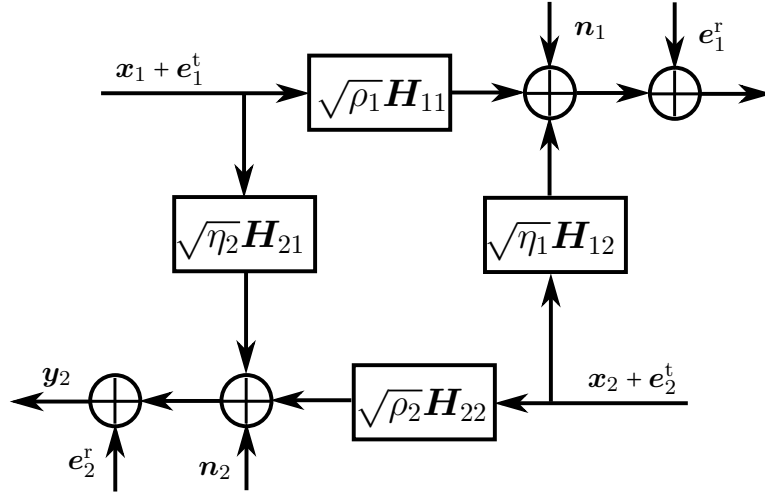 n₁
e₁ʳ
x₁ + e₁ᵗ
√ρ₁H₁₁
√η₂H₂₁
√η₁H₁₂
y₂
x₂ + e₂ᵗ
√ρ₂H₂₂
e₂ʳ
n₂